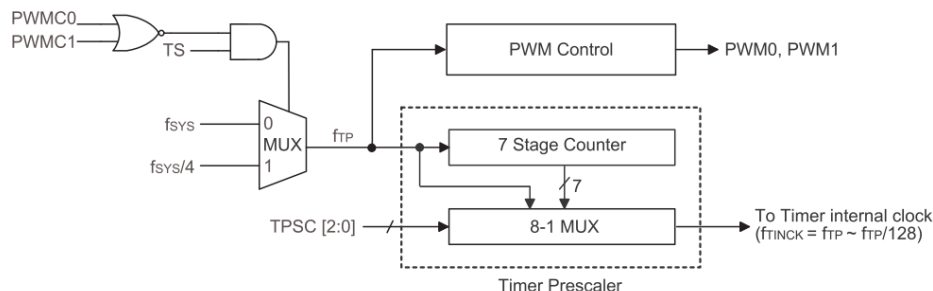 PWMC0
PWMC1
TS
PWM Control
PWM0, PWM1
fSYS
0
MUX
fTP
fSYS/4
1
7 Stage Counter
7
TPSC [2:0]
8-1 MUX
To Timer internal clock
(fTINCK = fTP ~ fTP/128)
Timer Prescaler